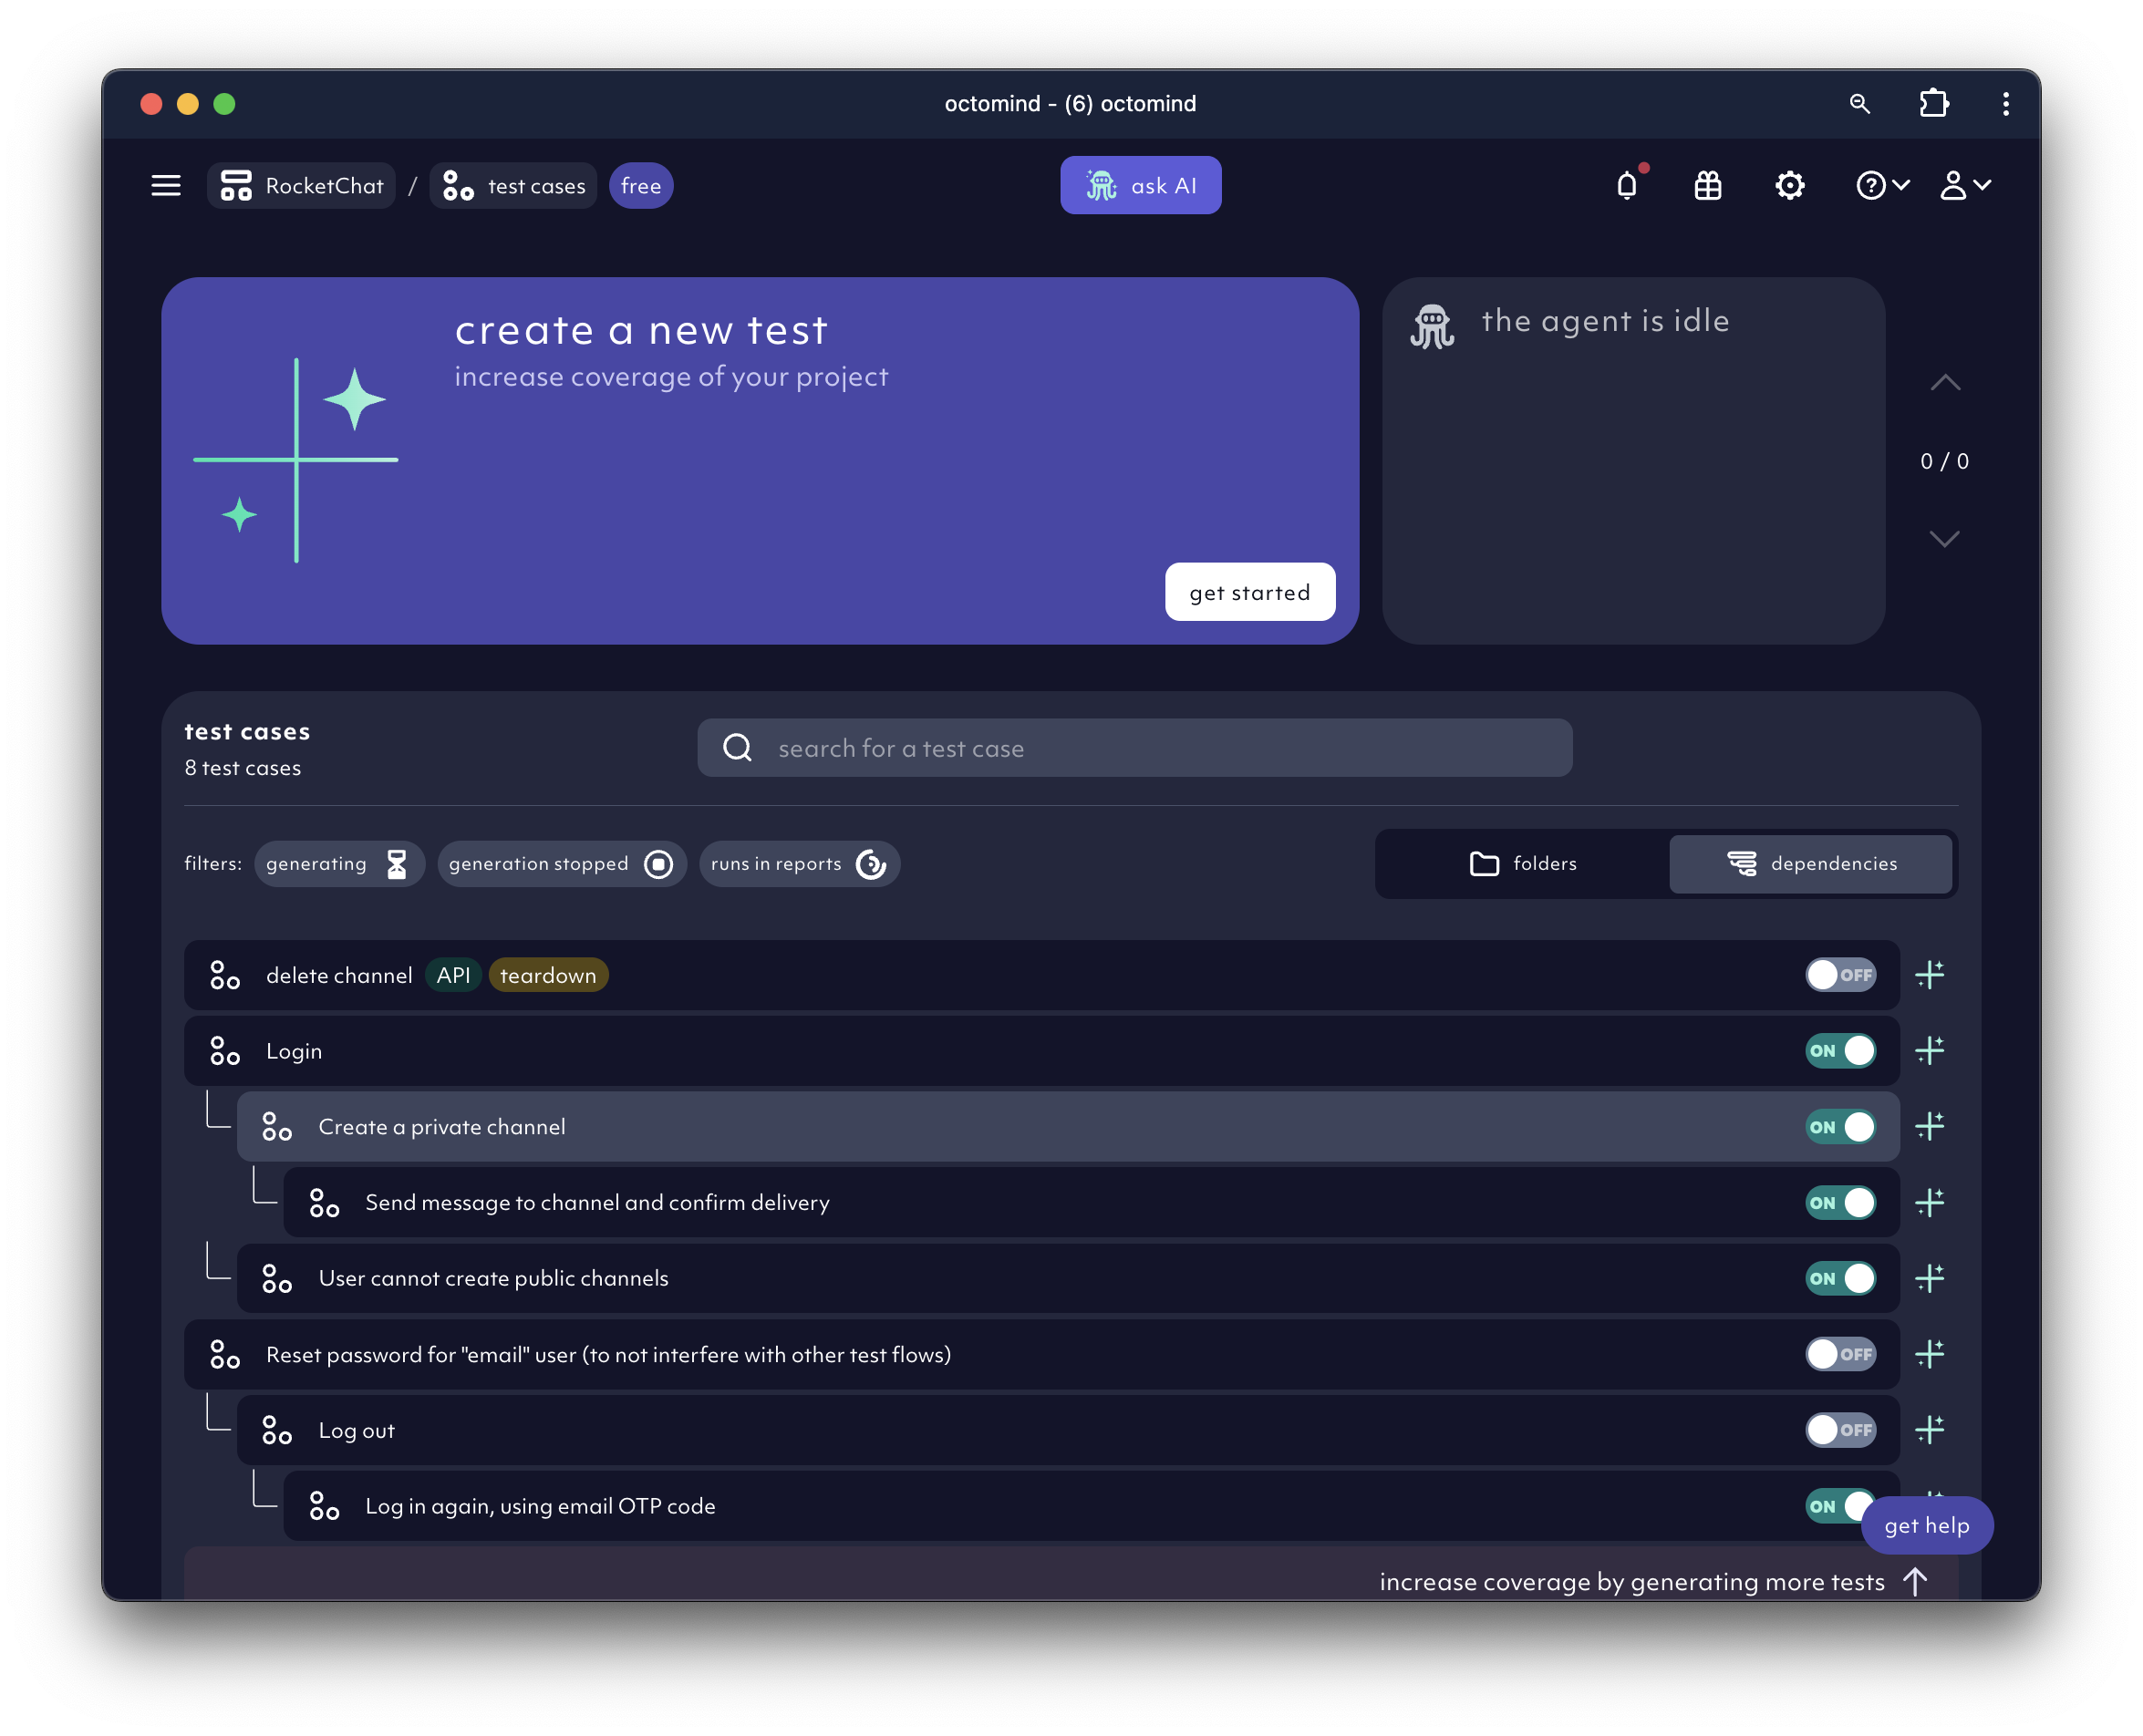 octomind - (6) octomind
RocketChat / test cases free
ask AI
create a new test
increase coverage of your project
get started
the agent is idle
0 / 0
test cases
8 test cases
search for a test case
filters: generating generation stopped runs in reports
folders dependencies
delete channel API teardown OFF
Login ON
Create a private channel ON
Send message to channel and confirm delivery ON
User cannot create public channels ON
Reset password for "email" user (to not interfere with other test flows) OFF
Log out OFF
Log in again, using email OTP code ON
get help
increase coverage by generating more tests